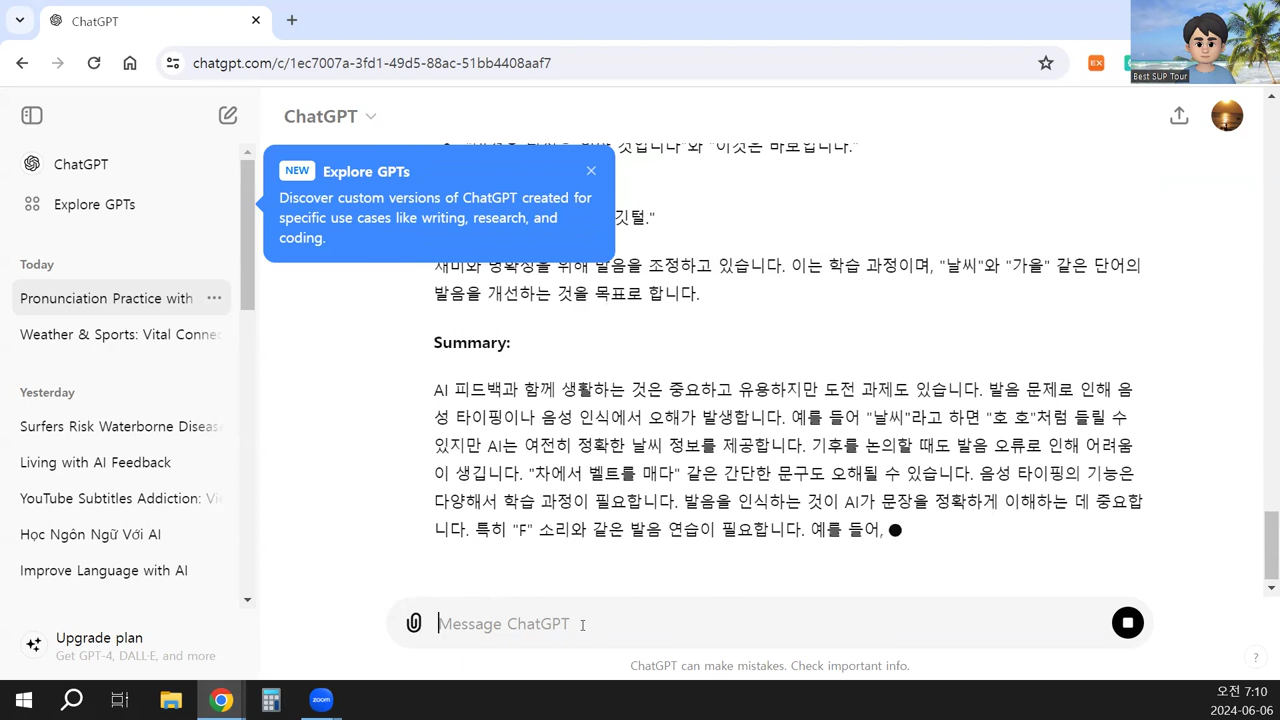 ChatGPT
chatgpt.com/c/1ec7007a-3fd1-49d5-88ac-51bb4408aaf7
EX
Best SUP Tour
ChatGPT
ChatGPT
Explore GPTs
Today
Pronunciation Practice with
Weather & Sports: Vital Conne
Yesterday
Surfers Risk Waterborne Diseas
Living with AI Feedback
YouTube Subtitles Addiction: Vi
Học Ngôn Ngữ Với AI
Improve Language with AI
Upgrade plan
Get GPT-4, DALL·E, and more
NEW Explore GPTs
Discover custom versions of ChatGPT created for
specific use cases like writing, research, and
coding.
것입니다"와 "이것은 바로입니다."
깃털."
재미와 명확성을 위해 발음을 조정하고 있습니다. 이는 학습 과정이며, "날씨"와 "가을" 같은 단어의
발음을 개선하는 것을 목표로 합니다.
Summary:
AI 피드백과 함께 생활하는 것은 중요하고 유용하지만 도전 과제도 있습니다. 발음 문제로 인해 음
성 타이핑이나 음성 인식에서 오해가 발생합니다. 예를 들어 "날씨"라고 하면 "호 호"처럼 들릴 수
있지만 AI는 여전히 정확한 날씨 정보를 제공합니다. 기후를 논의할 때도 발음 오류로 인해 어려움
이 생깁니다. "차에서 벨트를 매다" 같은 간단한 문구도 오해될 수 있습니다. 음성 타이핑의 기능은
다양해서 학습 과정이 필요합니다. 발음을 인식하는 것이 AI가 문장을 정확하게 이해하는 데 중요합
니다. 특히 "F" 소리와 같은 발음 연습이 필요합니다. 예를 들어,
Message ChatGPT
ChatGPT can make mistakes. Check important info.
?
zoom
오전 7:10
2024-06-06